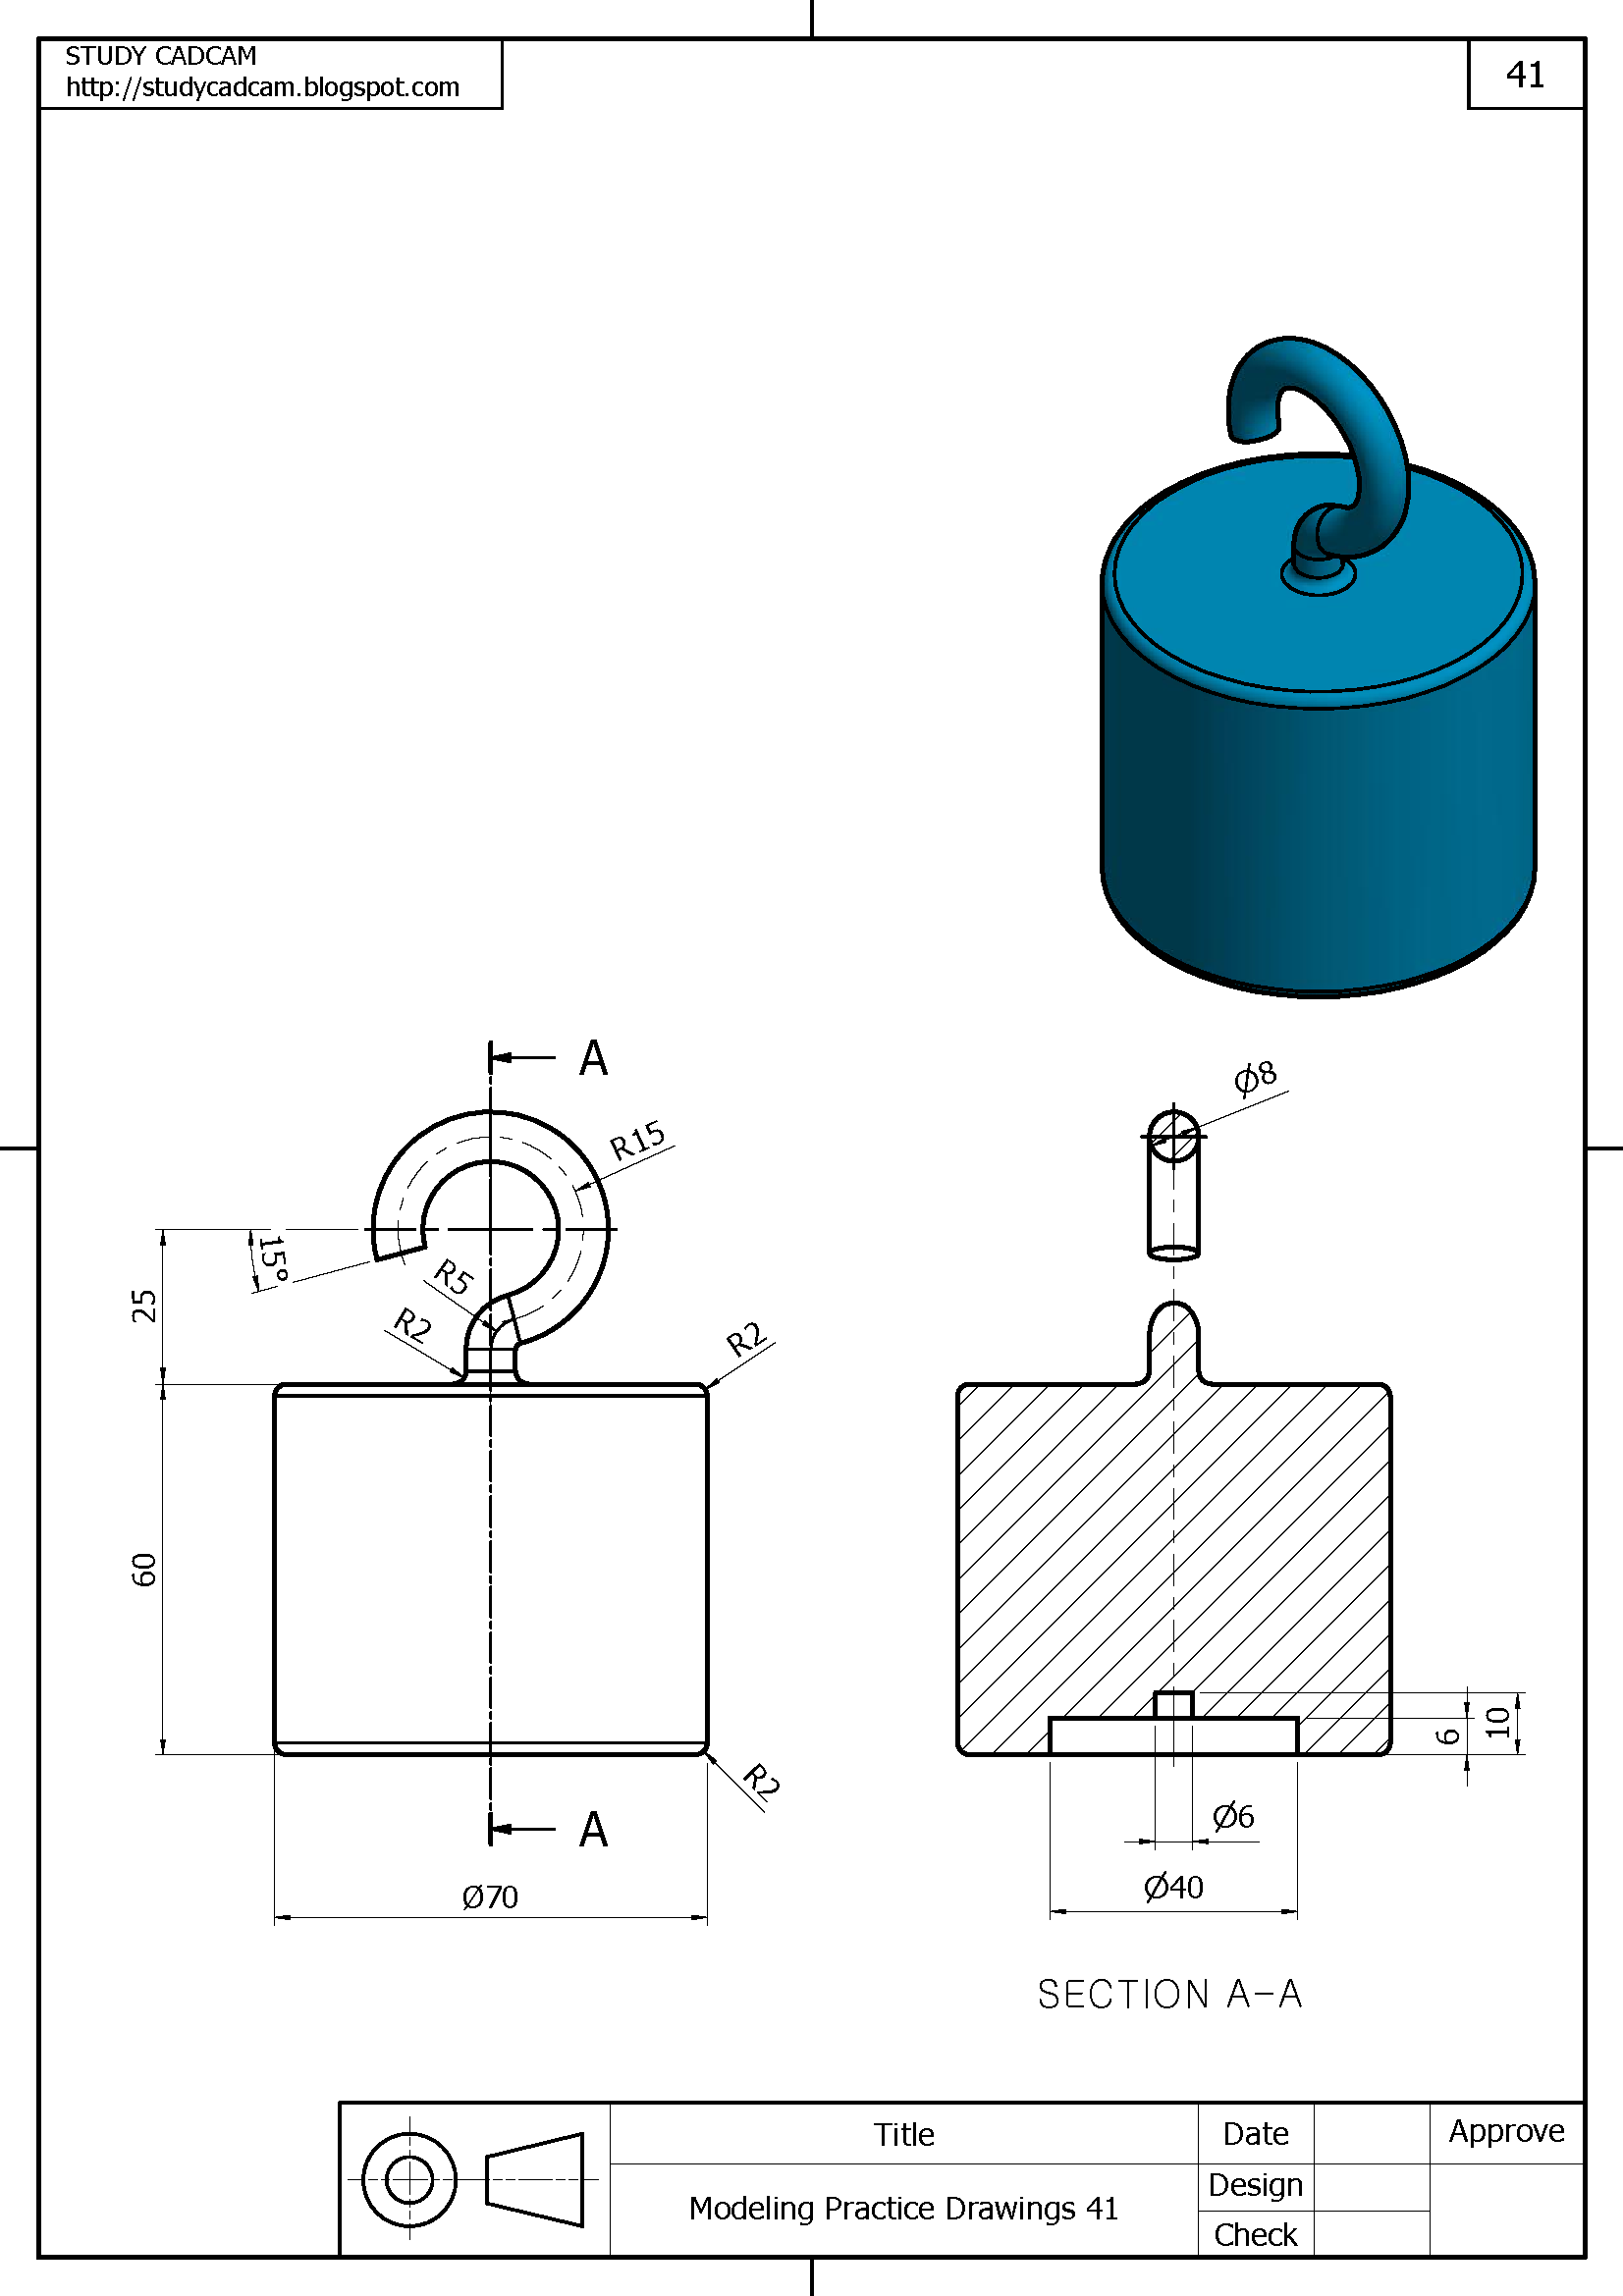 STUDY CADCAM
http://studycadcam.blogspot.com
41
A
Ø8
R15
15°
R5
25
R2
R2
60
10
6
R2
Ø6
A
Ø40
Ø70
SECTION A-A
Title
Date
Approve
Modeling Practice Drawings 41
Design
Check